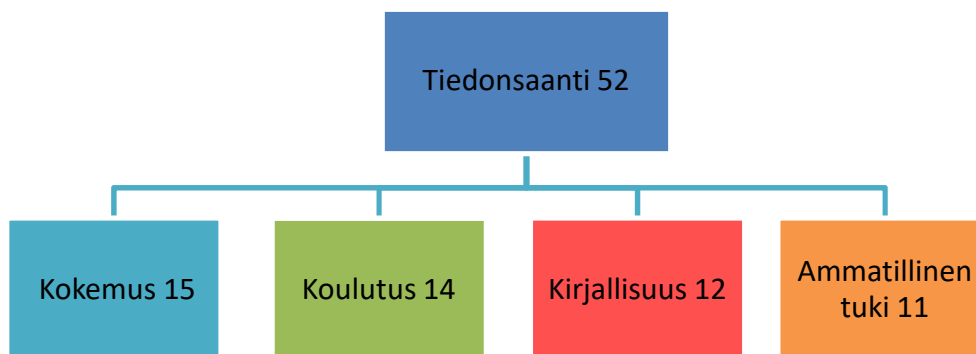 Tiedonsaanti 52
Kokemus 15
Koulutus 14
Kirjallisuus 12
Ammatillinen
tuki 11